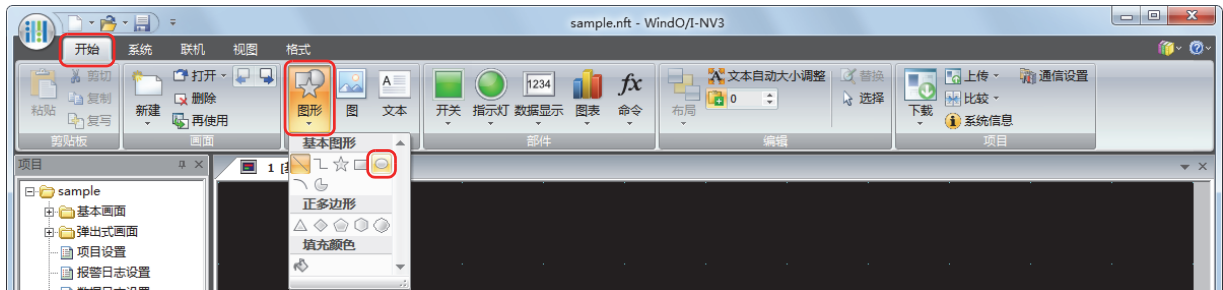 sample.nft - WindO/I-NV3
开始 系统 联机 视图 格式
剪切 打开 A 1234 fx 文本自动大小调整 替换 上传 通信设置
粘贴 复制 新建 删除 图形 图 文本 开关 指示灯 数据显示 图表 命令 布局 0 选择 下载 比较
复写 再使用 系统信息
剪贴板 画面 部件 编辑 项目
基本图形
正多边形
填充颜色
项目
1
sample
基本画面
弹出式画面
项目设置
报警日志设置